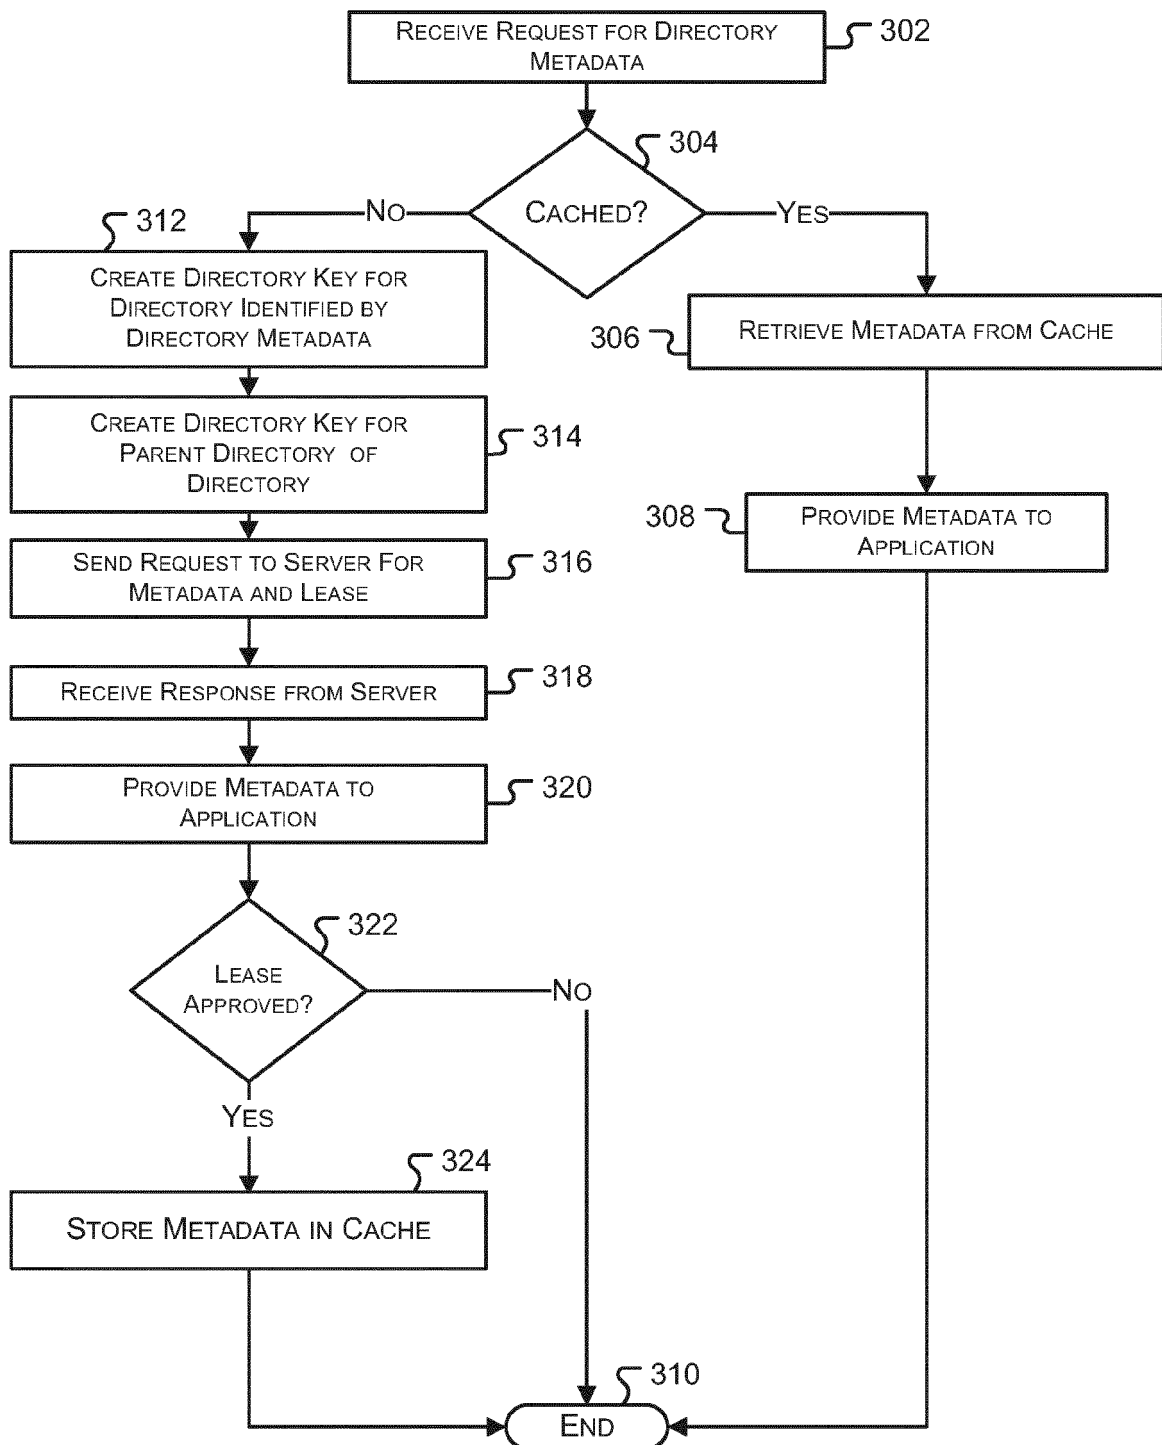 RECEIVE REQUEST FOR DIRECTORY
METADATA
302
304
CACHED?
NO
YES
312
CREATE DIRECTORY KEY FOR
DIRECTORY IDENTIFIED BY
DIRECTORY METADATA
306
RETRIEVE METADATA FROM CACHE
CREATE DIRECTORY KEY FOR
PARENT DIRECTORY OF
DIRECTORY
314
308
PROVIDE METADATA TO
APPLICATION
SEND REQUEST TO SERVER FOR
METADATA AND LEASE
316
RECEIVE RESPONSE FROM SERVER
318
PROVIDE METADATA TO
APPLICATION
320
322
LEASE
APPROVED?
NO
YES
324
STORE METADATA IN CACHE
310
END